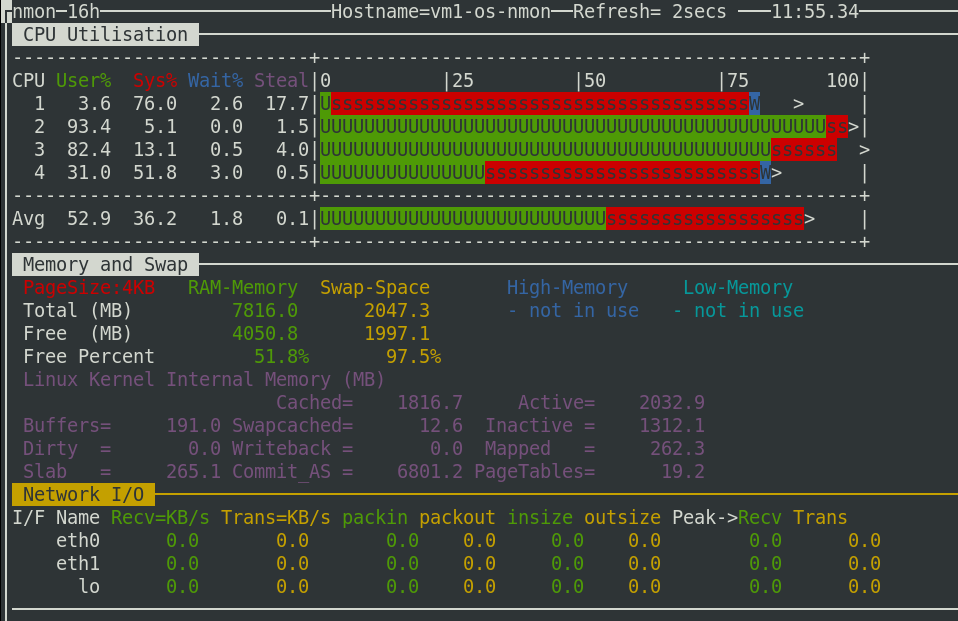 nmon─16h─────────────────────Hostname=vm1-os-nmon──Refresh= 2secs ───11:55.34─
 CPU Utilisation ─────────────────────────────
---------------------------+-------------------------------------------------+
CPU User% Sys% Wait% Steal|0          |25         |50          |75       100|
  1   3.6  76.0   2.6  17.7|UssssssssssssssssssssssssssssssssssssssW   >     |
  2  93.4   5.1   0.0   1.5|UUUUUUUUUUUUUUUUUUUUUUUUUUUUUUUUUUUUUUUUUUUUUUss>|
  3  82.4  13.1   0.5   4.0|UUUUUUUUUUUUUUUUUUUUUUUUUUUUUUUUUUUUUUUUUssssss  >
  4  31.0  51.8   3.0   0.5|UUUUUUUUUUUUUUUsssssssssssssssssssssssssW>       |
---------------------------+-------------------------------------------------+
Avg  52.9  36.2   1.8   0.1|UUUUUUUUUUUUUUUUUUUUUUUUUUssssssssssssssssss>    |
---------------------------+-------------------------------------------------+
 Memory and Swap ─────────────────────────────
 PageSize:4KB   RAM-Memory  Swap-Space       High-Memory     Low-Memory
 Total (MB)         7816.0      2047.3       - not in use   - not in use
 Free  (MB)         4050.8      1997.1
 Free Percent         51.8%       97.5%
 Linux Kernel Internal Memory (MB)
                        Cached=    1816.7     Active=    2032.9
 Buffers=     191.0 Swapcached=      12.6  Inactive =    1312.1
 Dirty  =       0.0 Writeback =       0.0  Mapped   =     262.3
 Slab   =     265.1 Commit_AS =    6801.2 PageTables=      19.2
 Network I/O ─────────────────────────────
I/F Name Recv=KB/s Trans=KB/s packin packout insize outsize Peak->Recv Trans
    eth0      0.0       0.0       0.0    0.0     0.0    0.0        0.0      0.0
    eth1      0.0       0.0       0.0    0.0     0.0    0.0        0.0      0.0
      lo      0.0       0.0       0.0    0.0     0.0    0.0        0.0      0.0